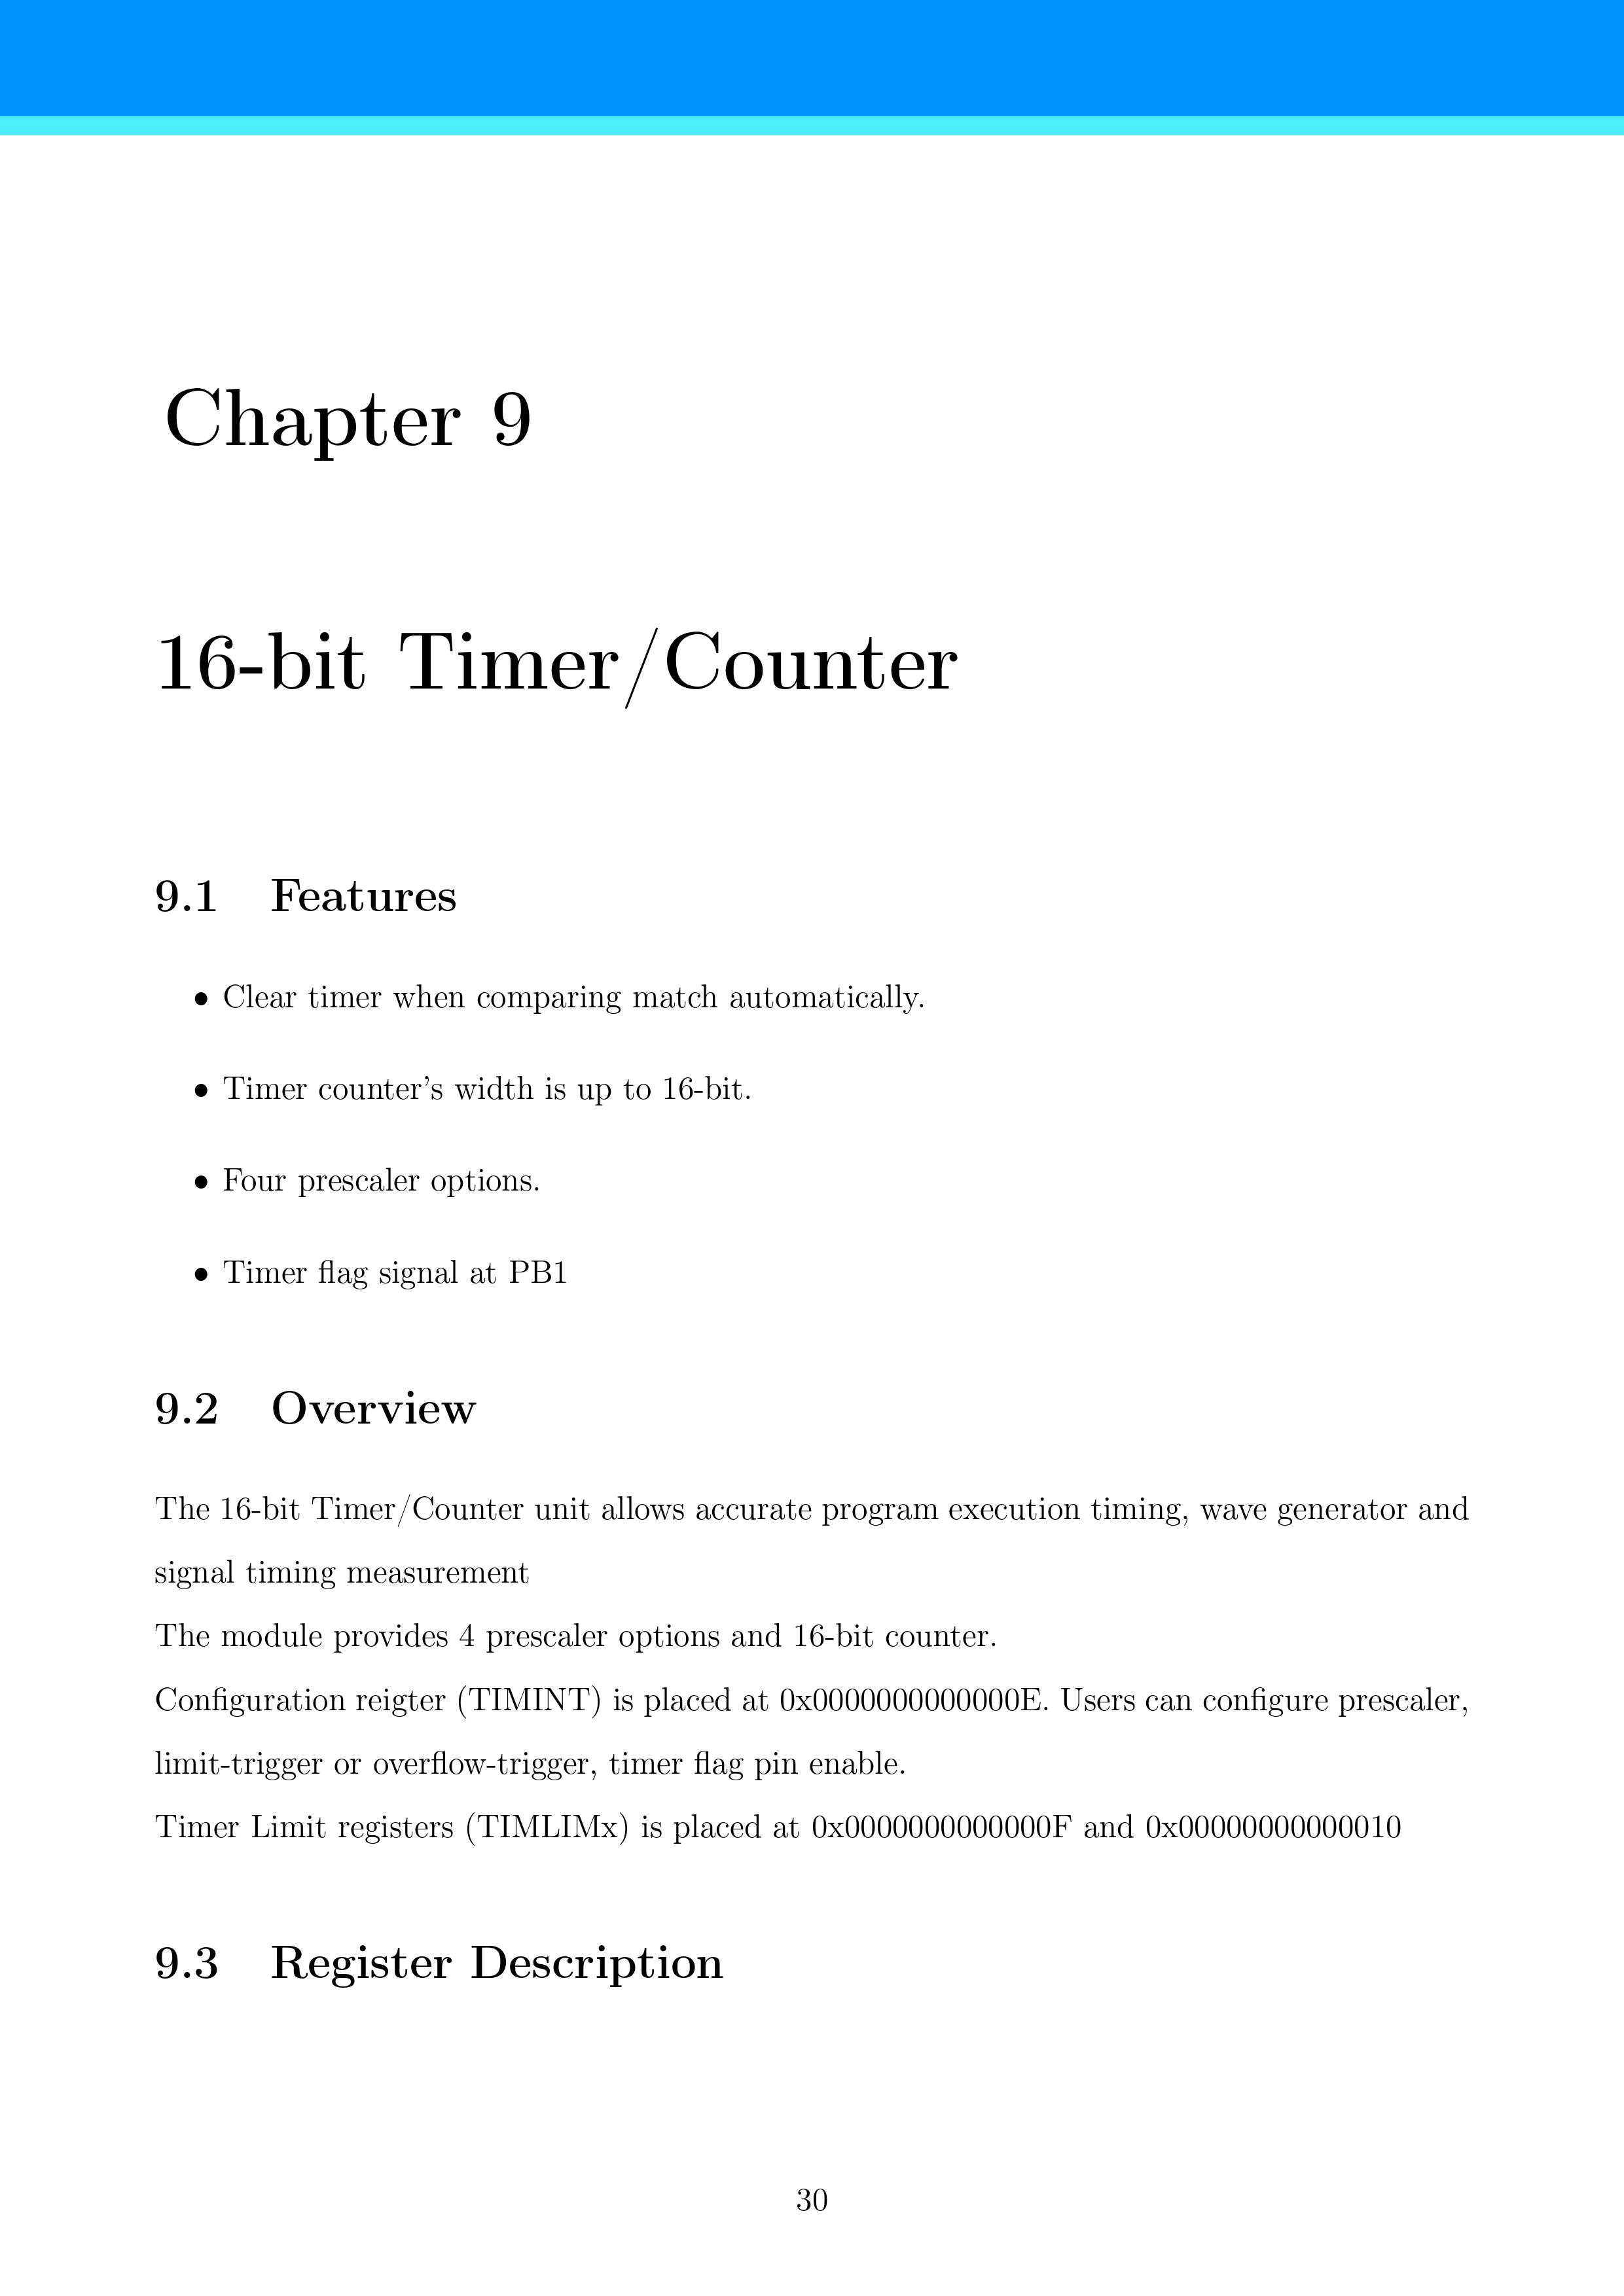 Chapter 9
16-bit Timer/Counter
9.1 Features
• Clear timer when comparing match automatically.
• Timer counter's width is up to 16-bit.
• Four prescaler options.
• Timer flag signal at PB1
9.2 Overview
The 16-bit Timer/Counter unit allows accurate program execution timing, wave generator and
signal timing measurement
The module provides 4 prescaler options and 16-bit counter.
Configuration reigter (TIMINT) is placed at 0x0000000000000E. Users can configure prescaler,
limit-trigger or overflow-trigger, timer flag pin enable.
Timer Limit registers (TIMLIMx) is placed at 0x0000000000000F and 0x00000000000010
9.3 Register Description
30